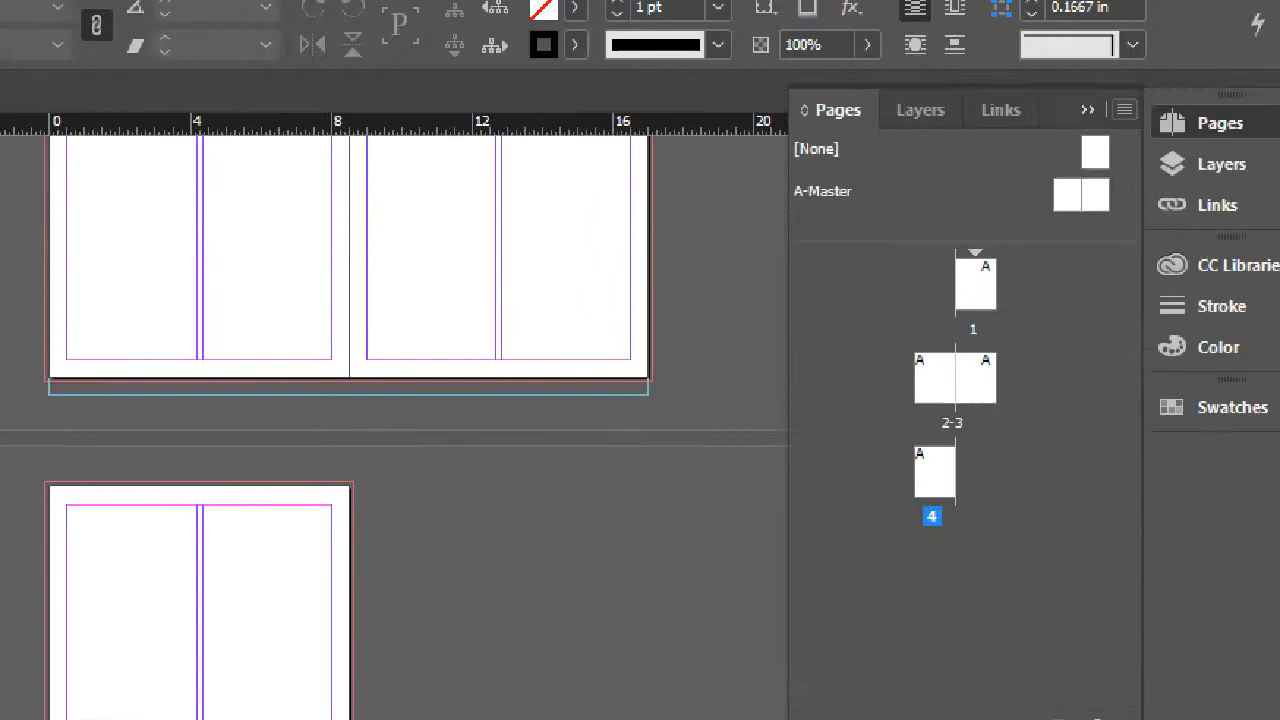 P
1 pt
fx.
0.1667 in
100%
0 4 8 12 16 20
Pages Layers Links
[None]
A-Master
A
1
A A
2-3
A
4
Pages
Layers
Links
CC Librarie
Stroke
Color
Swatches